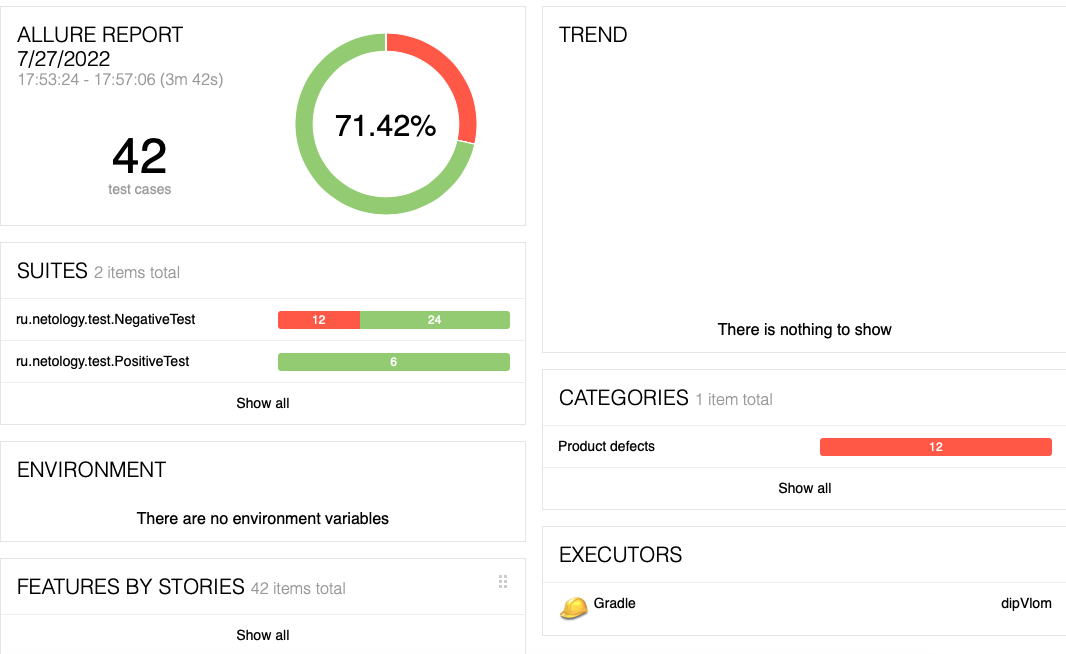 ALLURE REPORT
7/27/2022
17:53:24 - 17:57:06 (3m 42s)
42
test cases
71.42%
SUITES 2 items total
ru.netology.test.NegativeTest 12 24
ru.netology.test.PositiveTest 6
Show all
ENVIRONMENT
There are no environment variables
FEATURES BY STORIES 42 items total
Show all
TREND
There is nothing to show
CATEGORIES 1 item total
Product defects 12
Show all
EXECUTORS
Gradle dipVlom